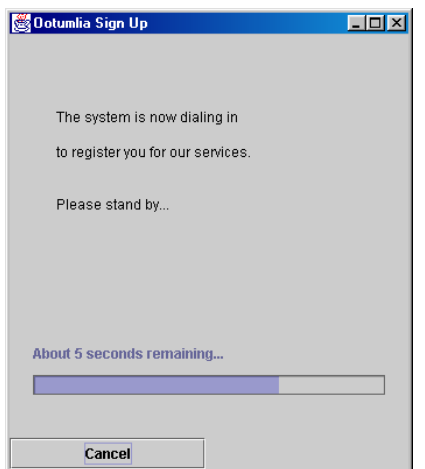 Ootumlia Sign Up
The system is now dialing in
to register you for our services.
Please stand by...
About 5 seconds remaining...
Cancel